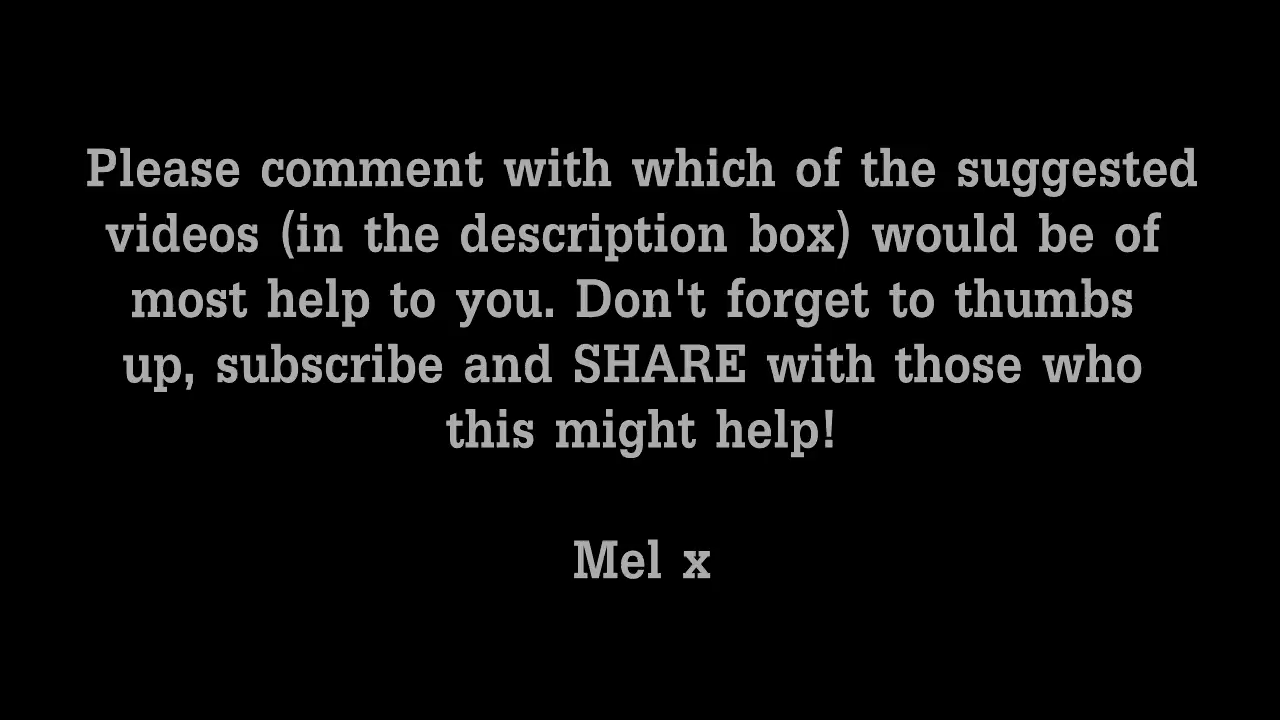 Please comment with which of the suggested
videos (in the description box) would be of
most help to you. Don't forget to thumbs
up, subscribe and SHARE with those who
this might help!
Mel x